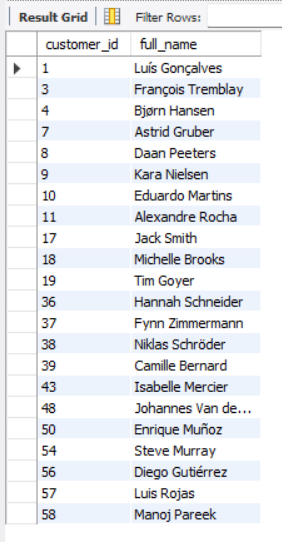 Result Grid Filter Rows:
customer_id full_name
1 Luís Gonçalves
3 François Tremblay
4 Bjørn Hansen
7 Astrid Gruber
8 Daan Peeters
9 Kara Nielsen
10 Eduardo Martins
11 Alexandre Rocha
17 Jack Smith
18 Michelle Brooks
19 Tim Goyer
36 Hannah Schneider
37 Fynn Zimmermann
38 Niklas Schröder
39 Camille Bernard
43 Isabelle Mercier
48 Johannes Van de...
50 Enrique Muñoz
54 Steve Murray
56 Diego Gutiérrez
57 Luis Rojas
58 Manoj Pareek